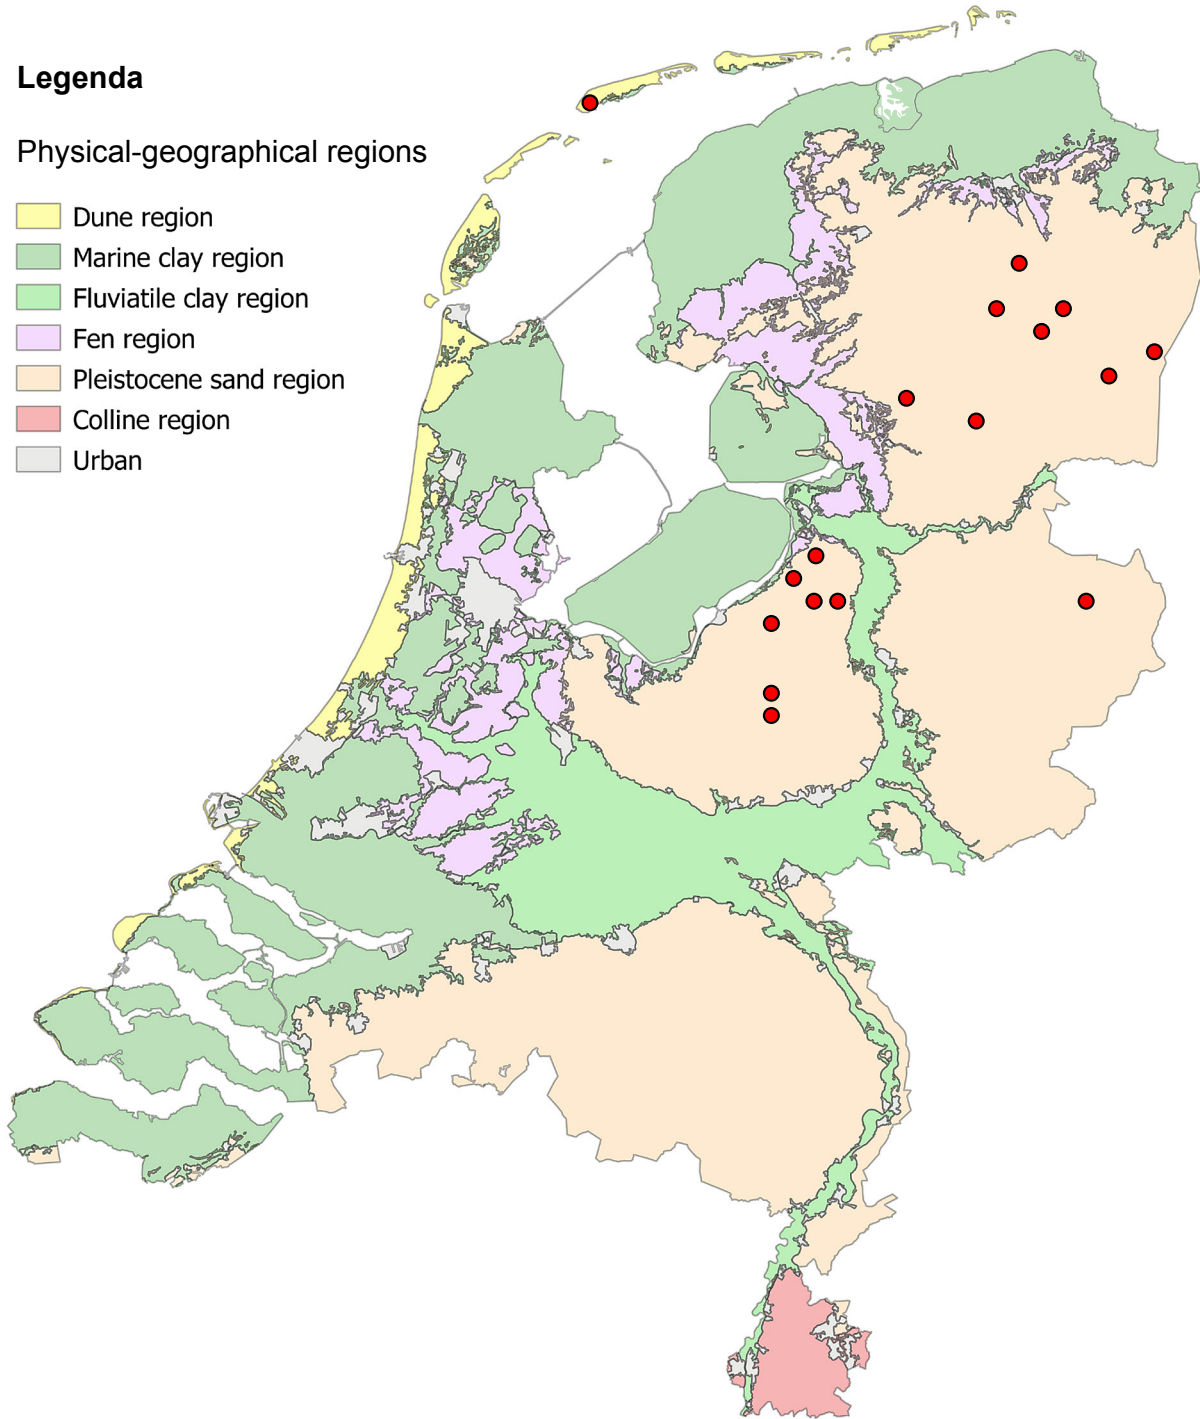 Legenda
Physical-geographical regions
Dune region
Marine clay region
Fluviatile clay region
Fen region
Pleistocene sand region
Colline region
Urban